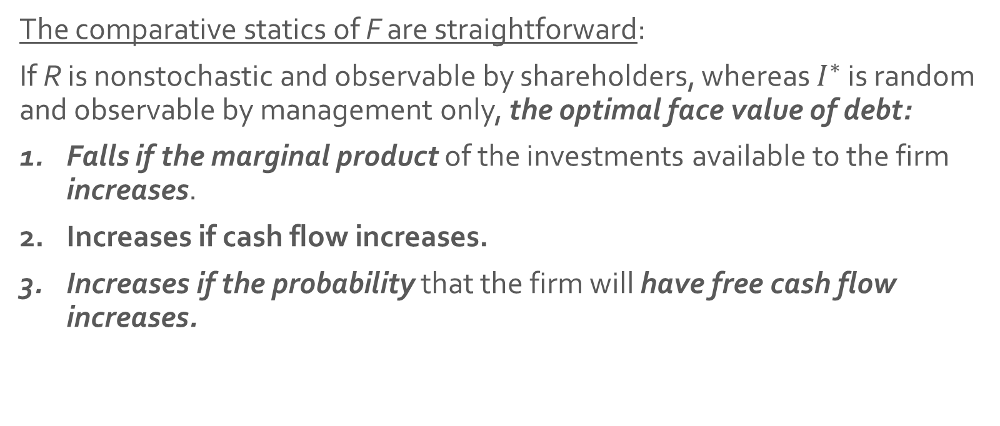 The comparative statics of F are straightforward:
If R is nonstochastic and observable by shareholders, whereas I* is random
and observable by management only, the optimal face value of debt:
1. Falls if the marginal product of the investments available to the firm
increases.
2. Increases if cash flow increases.
3. Increases if the probability that the firm will have free cash flow
increases.